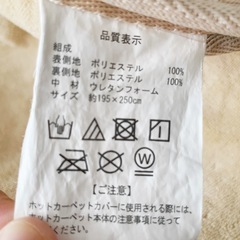 品質表示
組成
表側地 ポリエステル 100%
裏側地 ポリエステル 100%
中材 ウレタンフォーム
サイズ 約195×250cm
W
【ご注意】
ホットカーペットカバーに使用される際には、
ホットカーペット本体の注意事項に従って